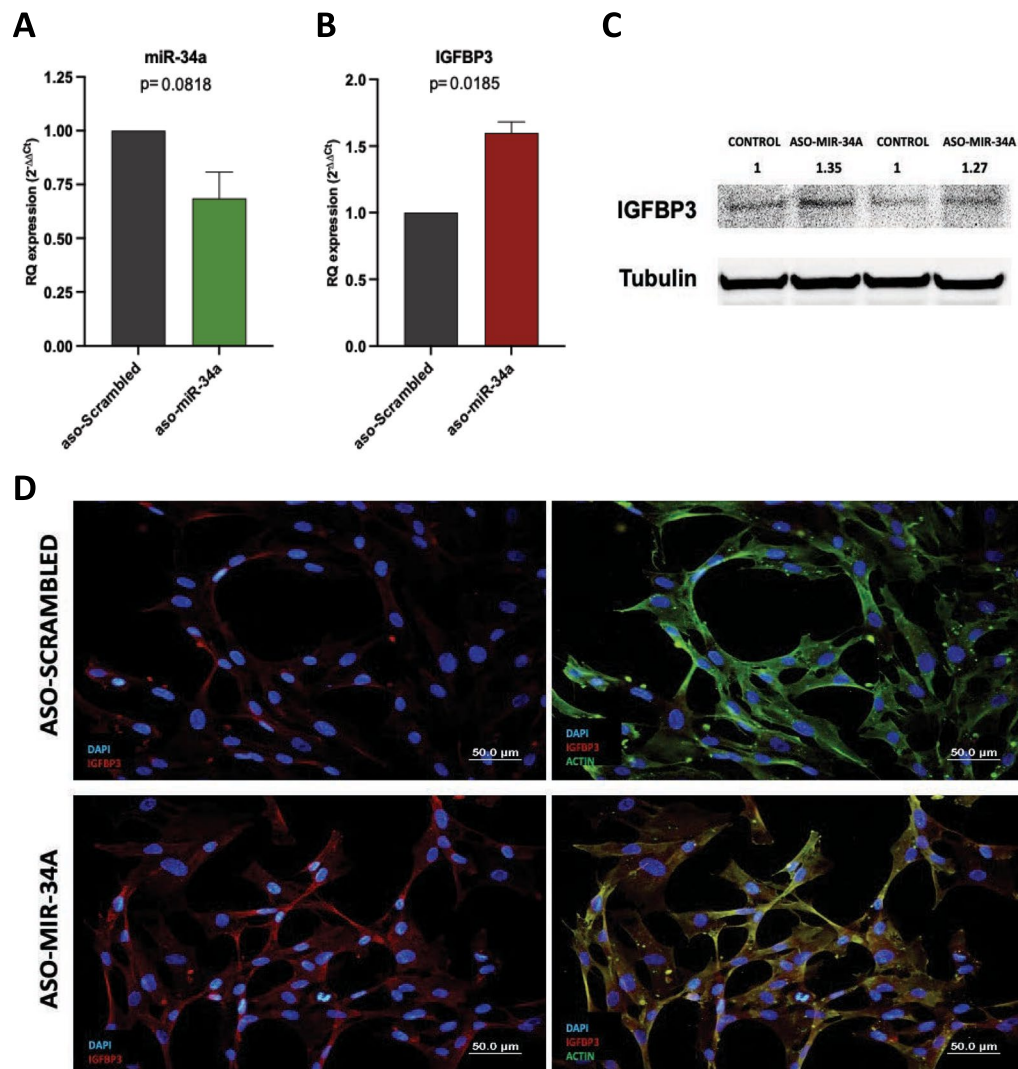 A
miR-34a
p= 0.0818
RQ expression (2-ΔΔCt)
1.25
1.00
0.75
0.50
0.25
0.00
aso-Scrambled
aso-miR-34a
B
IGFBP3
p= 0.0185
RQ expression (2-ΔΔCt)
2.0
1.5
1.0
0.5
0.0
aso-Scrambled
aso-miR-34a
C
CONTROL ASO-MIR-34A CONTROL ASO-MIR-34A
1 1.35 1 1.27
IGFBP3
Tubulin
D
ASO-SCRAMBLED
DAPI
IGFBP3
50.0 µm
DAPI
IGFBP3
ACTIN
50.0 µm
ASO-MIR-34A
DAPI
IGFBP3
50.0 µm
DAPI
IGFBP3
ACTIN
50.0 µm